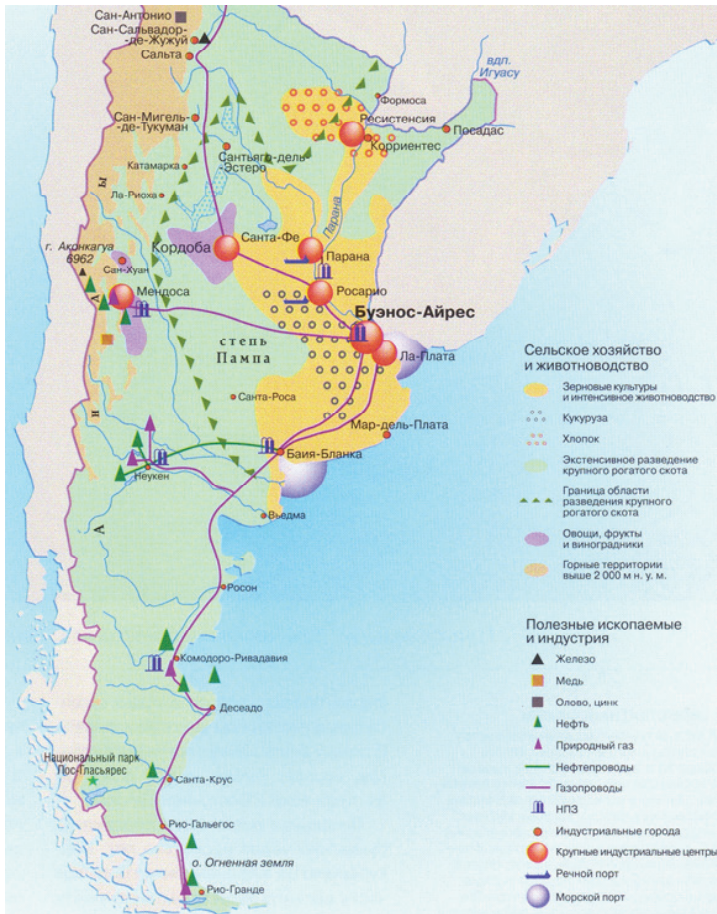 Сан-Антонио
Сан-Сальвадор-
-де-Жужуй
Сальта
вдп.
Игуасу
Формоса
Сан-Мигель-
-де-Тукуман
Ресистенсия
Посадас
Корриентес
Сантьяго-дель-
-Эстеро
Катамарка
Ла-Риоха
Парана
г. Аконкагуа
6962
Сан-Хуан
Кордоба
Санта-Фе
Парана
Мендоса
Росарио
Буэнос-Айрес
Ла-Плата
степь
Пампа
Санта-Роса
Мар-дель-Плата
Баия-Бланка
Неукен
Вьедма
А
Н
Д
Ы
Росон
Комодоро-Ривадавия
Десеадо
Национальный парк
Лос-Гласьярес
Санта-Крус
Рио-Гальегос
о. Огненная земля
Рио-Гранде
Сельское хозяйство
и животноводство
Зерновые культуры
и интенсивное животноводство
Кукуруза
Хлопок
Экстенсивное разведение
крупного рогатого скота
Граница области
разведения крупного
рогатого скота
Овощи, фрукты
и виноградники
Горные территории
выше 2 000 м н. у. м.
Полезные ископаемые
и индустрия
Железо
Медь
Олово, цинк
Нефть
Природный газ
Нефтепроводы
Газопроводы
НПЗ
Индустриальные города
Крупные индустриальные центры
Речной порт
Морской порт